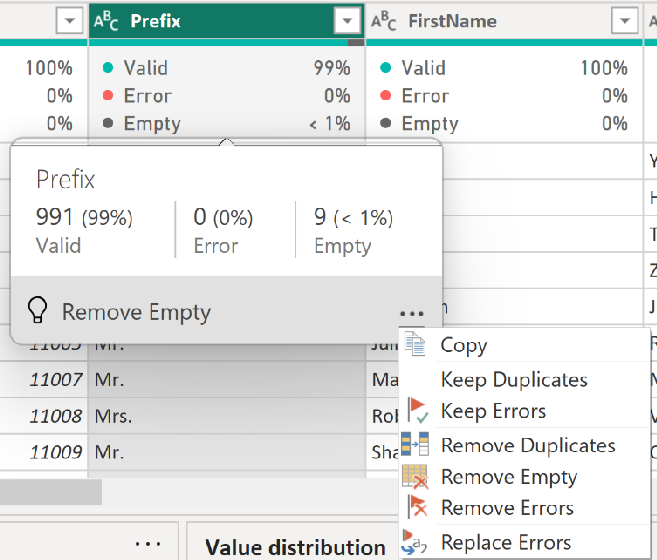 ABC Prefix ABC FirstName A
100% Valid 99% Valid 100%
0% Error 0% Error 0%
0% Empty < 1% Empty 0%
Prefix
991 (99%) 0 (0%) 9 (< 1%)
Valid Error Empty
Remove Empty ...
Copy
Keep Duplicates
Keep Errors
Remove Duplicates
Remove Empty
Remove Errors
Replace Errors
11005 Mr.
11007 Mr. Ma
11008 Mrs. Rob
11009 Mr. Sha
... Value distribution